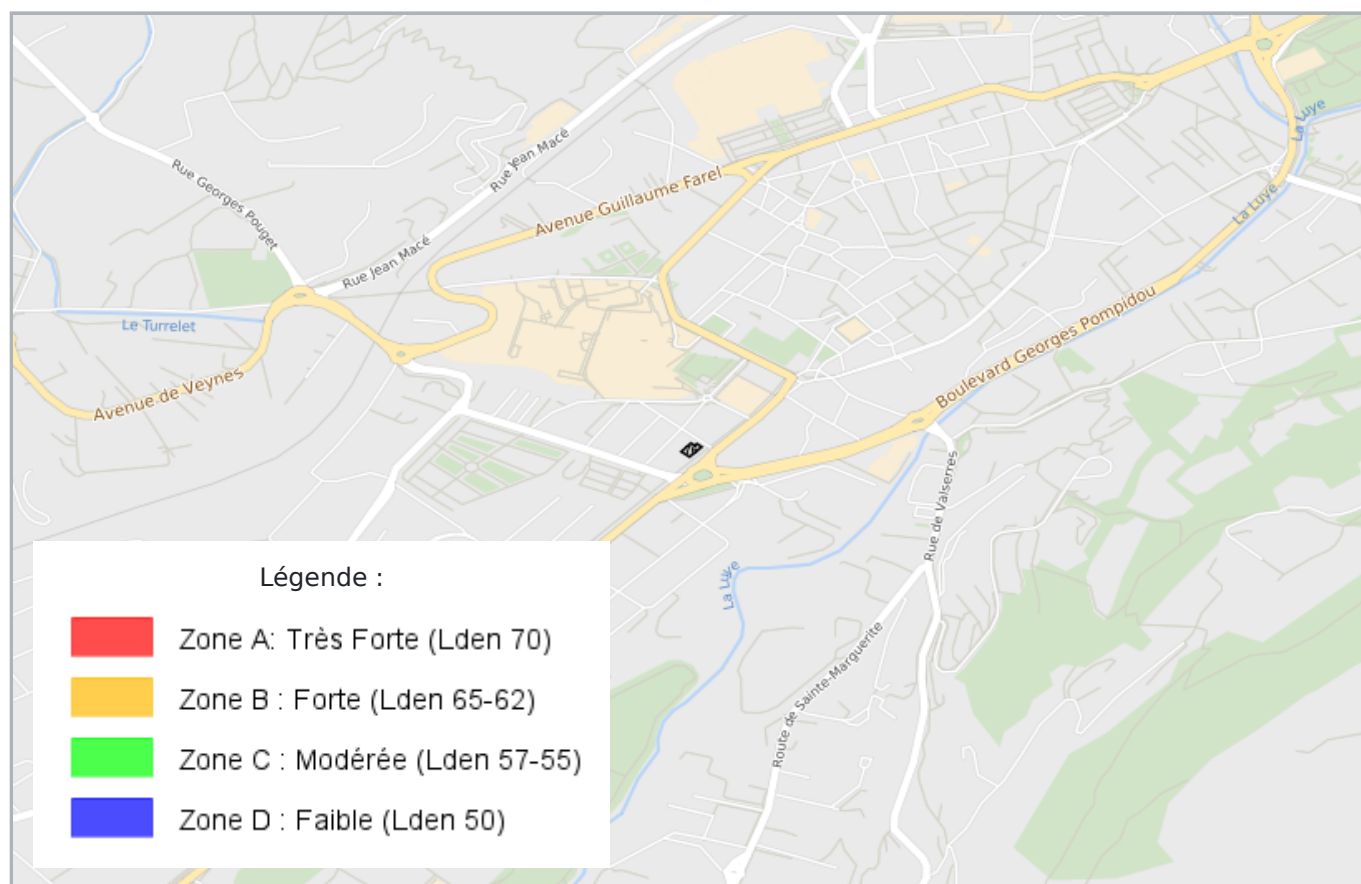 La Luye
Rue Jean Macé
Rue Georges Pouget
Avenue Guillaume Farel
La Luye
Rue Jean Macé
Le Turrelet
Boulevard Georges Pompidou
Avenue de Veynes
Rue de Valserres
La Luye
Route de Sainte-Marguerite
Légende :
Zone A: Très Forte (Lden 70)
Zone B : Forte (Lden 65-62)
Zone C : Modérée (Lden 57-55)
Zone D : Faible (Lden 50)